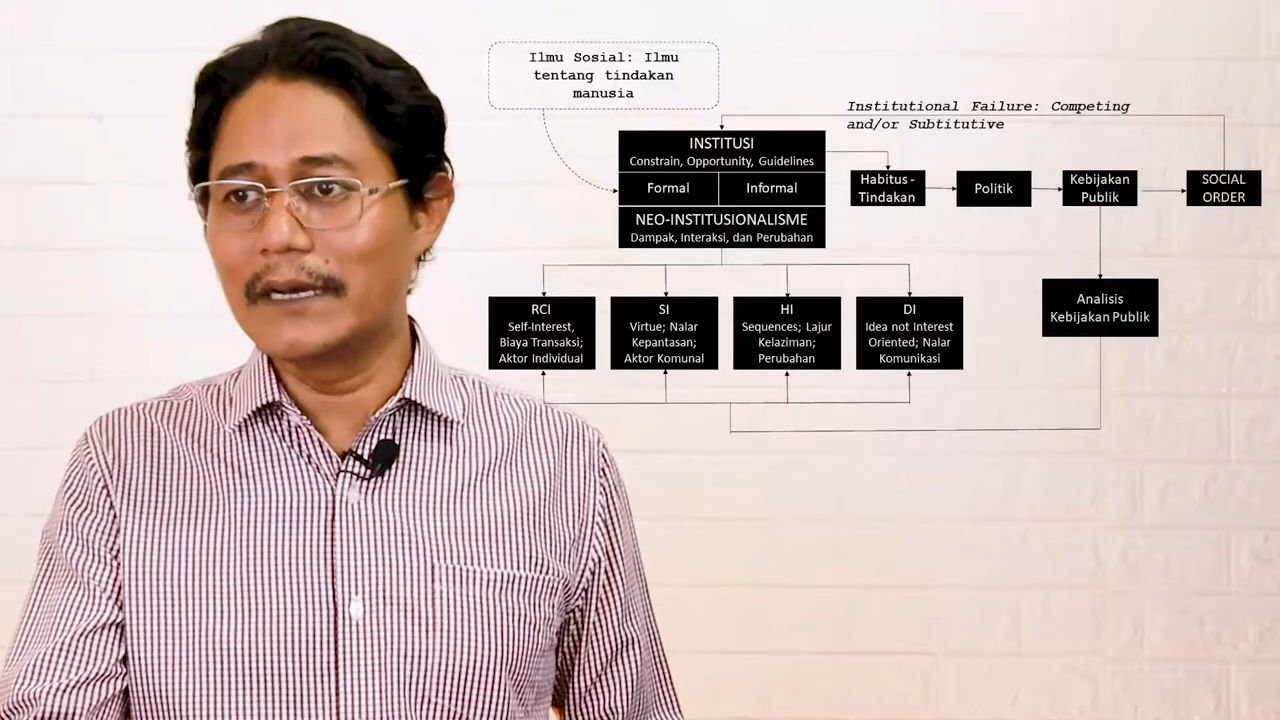 Ilmu Sosial: Ilmu
tentang tindakan
manusia
Institutional Failure: Competing
and/or Subtitutive
INSTITUSI
Constrain, Opportunity, Guidelines
Formal
Informal
NEO-INSTITUSIONALISME
Dampak, Interaksi, dan Perubahan
Habitus -
Tindakan
Politik
Kebijakan
Publik
SOCIAL
ORDER
RCI
Self-Interest,
Biaya Transaksi;
Aktor Individual
SI
Virtue; Nalar
Kepantasan;
Aktor Komunal
HI
Sequences; Lajur
Kelaziman;
Perubahan
DI
Idea not Interest
Oriented; Nalar
Komunikasi
Analisis
Kebijakan Publik